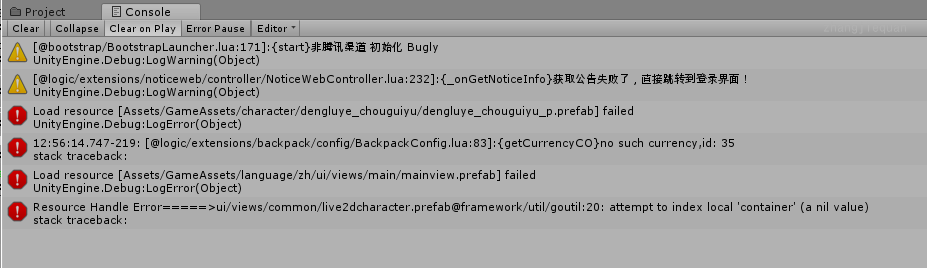 Project
Console
Clear Collapse Clear on Play Error Pause Editor
[@bootstrap/BootstrapLauncher.lua:171]:{start}非腾讯渠道 初始化 Bugly
UnityEngine.Debug:LogWarning(Object)
[@logic/extensions/noticeweb/controller/NoticeWebController.lua:232]:{_onGetNoticeInfo}获取公告失败了，直接跳转到登录界面！
UnityEngine.Debug:LogWarning(Object)
Load resource [Assets/GameAssets/character/dengluye_chouguiyu/dengluye_chouguiyu_p.prefab] failed
UnityEngine.Debug:LogError(Object)
12:56:14.747-219: [@logic/extensions/backpack/config/BackpackConfig.lua:83]:{getCurrencyCO}no such currency,id: 35
stack traceback:
Load resource [Assets/GameAssets/language/zh/ui/views/main/mainview.prefab] failed
UnityEngine.Debug:LogError(Object)
Resource Handle Error=====>ui/views/common/live2dcharacter.prefab@framework/util/goutil:20: attempt to index local 'container' (a nil value)
stack traceback: